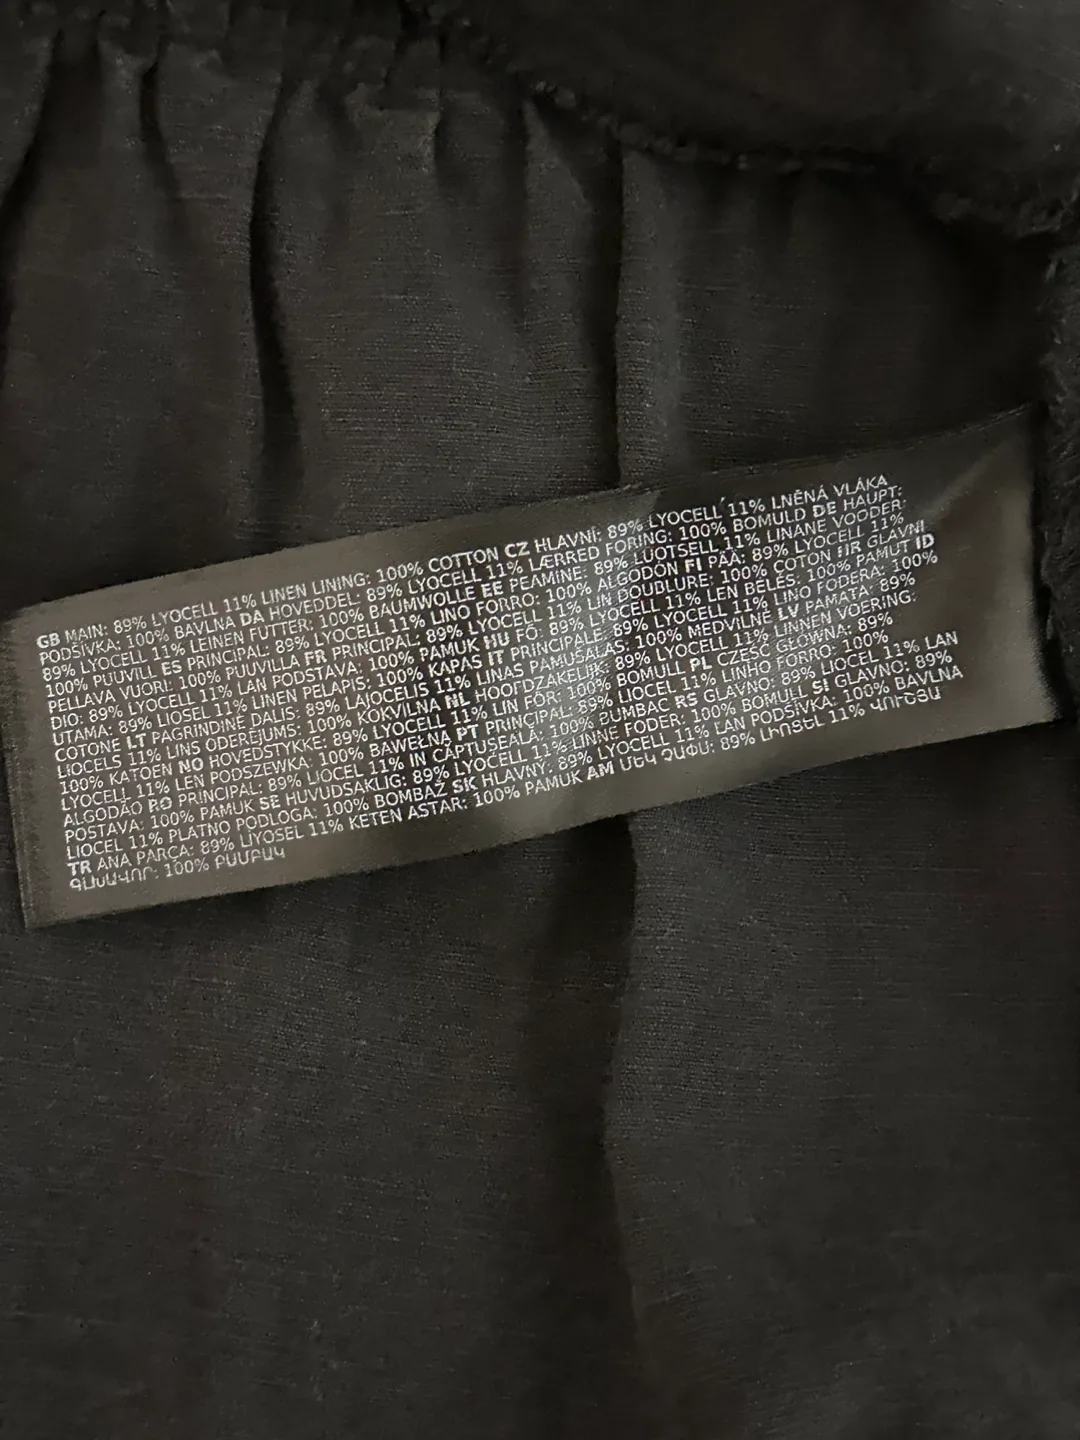 GB MAIN: 89% LYOCELL 11% LINEN LINING: 100% COTTON CZ HLAVNÍ: 89% LYOCELL 11% LNĚNÁ VLÁKA
PODŠÍVKA: 100% BAVLNA DA HOVEDDEL: 89% LYOCELL 11% LÆRRED FORING: 100% BOMULD DE HAUPT:
89% LYOCELL 11% LEINEN FUTTER: 100% BAUMWOLLE EE PEAMINE: 89% LÜOTSELL 11% LINANE VOODER:
100% PUUVILL ES PRINCIPAL: 89% LYOCELL 11% LINO FORRO: 100% ALGODON FI PÄÄ: 89% LYOCELL 11%
PELLAVA VUORI: 100% PUUVILLA FR PRINCIPAL: 89% LYOCELL 11% LIN DOUBLURE: 100% COTON HR GLAVNI
DIO: 89% LYOCELL 11% LAN PODSTAVA: 100% PAMUK HU FŐ: 89% LYOCELL 11% LEN BÉLÉS: 100% PAMUT ID
UTAMA: 89% LIOSEL 11% LINEN PELAPIS: 100% KAPAS IT PRINCIPALE: 89% LYOCELL 11% LINO FODERA: 100%
COTONE LT PAGRINDINĖ DALIS: 89% LAJOCELIS 11% LINAS PAMUŠALAS: 100% MEDVILNĖ LV PAMATA: 89%
LIOCELS 11% LINS ODERĒJUMS: 100% KOKVILNA NL HOOFDZAKELIJK: 89% LYOCELL 11% LINNEN VOERING:
100% KATOEN NO HOVEDSTYKKE: 89% LYOCELL 11% LIN FÔR: 100% BOMULL PL CZĘŚĆ GŁÓWNA: 89%
LYOCELL 11% LEN PODSZEWKA: 100% BAWEŁNA PT PRINCIPAL: 89% LIOCEL 11% LINHO FORRO: 100%
ALGODÃO RO PRINCIPAL: 89% LIOCEL 11% IN CĂPTUȘEALĂ: 100% BUMBAC RS GLAVNO: 89% LIOCEL 11% LAN
POSTAVA: 100% PAMUK SE HUVUDSAKLIG: 89% LYOCELL 11% LINNE FODER: 100% BOMULL SI GLAVNO: 89%
LIOCEL 11% PLATNO PODLOGA: 100% BOMBAŽ SK HLAVNÝ: 89% LYOCELL 11% LAN PODŠÍVKA: 100% BAVLNA
TR ANA PARÇA: 89% LİYOSEL 11% KETEN ASTAR: 100% PAMUK AM ՄԵԿ ՉԱՓՍ: 89% ԼԻՈՑԵԼ 11% ՎՈՒՇՅԱ
ԳԼԽԱՎՈՐ: 100% ԲԱՄԲԱԿ